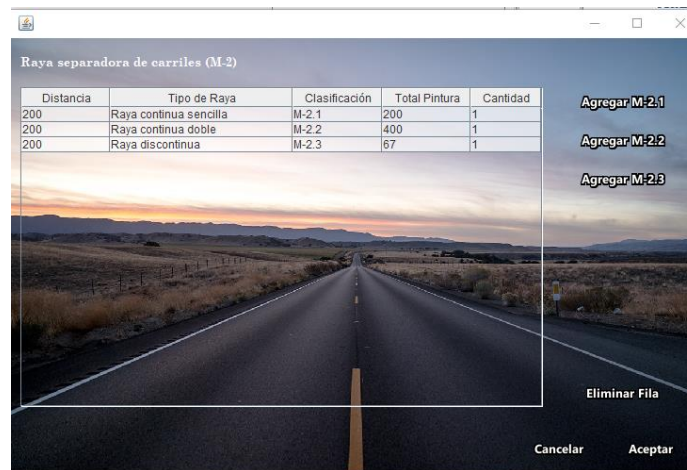 Raya separadora de carriles (M-2)
Distancia Tipo de Raya Clasificación Total Pintura Cantidad
200 Raya continua sencilla M-2.1 200 1
200 Raya continua doble M-2.2 400 1
200 Raya discontinua M-2.3 67 1
Agregar M-2.1
Agregar M-2.2
Agregar M-2.3
Eliminar Fila
Cancelar Aceptar